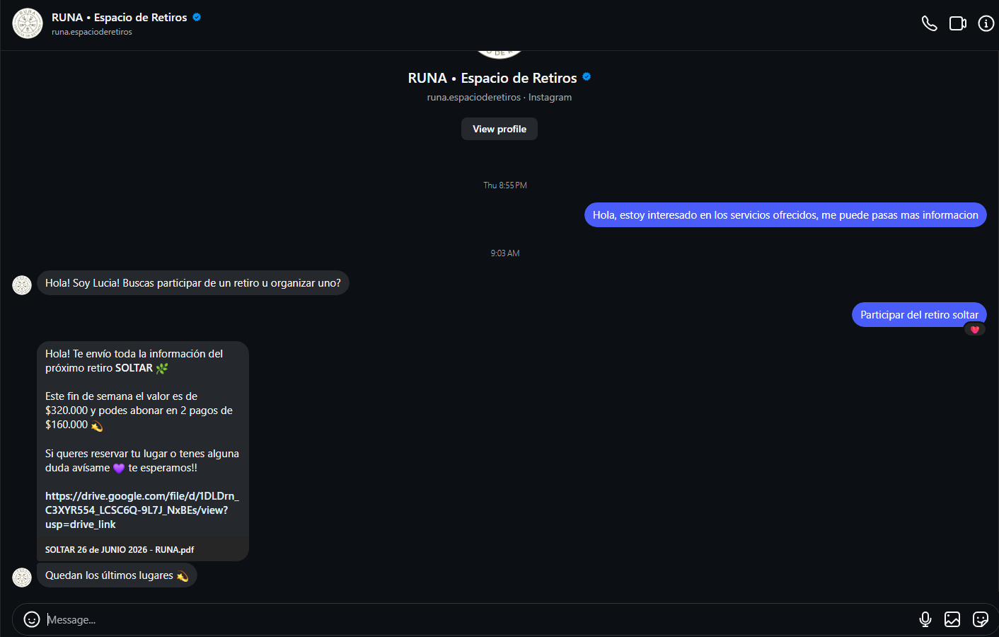 RUNA • Espacio de Retiros
runa.espacioderetiros
RUNA • Espacio de Retiros
runa.espacioderetiros · Instagram
View profile
Thu 8:55 PM
Hola, estoy interesado en los servicios ofrecidos, me puede pasas mas informacion
9:03 AM
Hola! Soy Lucia! Buscas participar de un retiro u organizar uno?
Participar del retiro soltar
Hola! Te envío toda la información del
próximo retiro SOLTAR 🌿
Este fin de semana el valor es de
$320.000 y podes abonar en 2 pagos de
$160.000 💫
Si queres reservar tu lugar o tenes alguna
duda avísame 💜 te esperamos!!
https://drive.google.com/file/d/1DLDrn_
C3XYR554_LCSC6Q-9L7J_NxBEs/view?
usp=drive_link
SOLTAR 26 de JUNIO 2026 - RUNA.pdf
Quedan los últimos lugares 💫
Message...